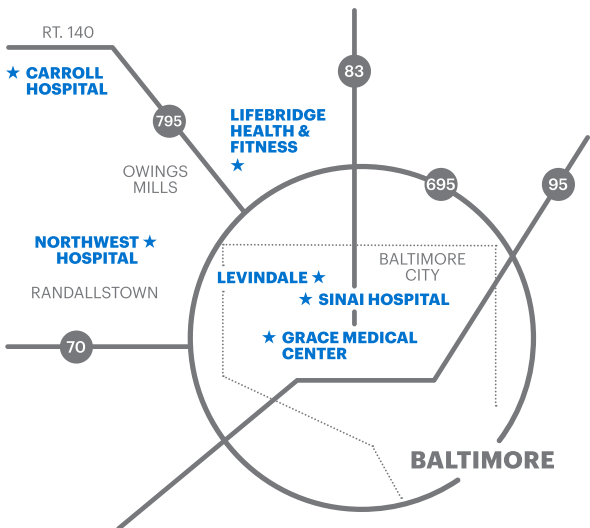 RT. 140
CARROLL
HOSPITAL
83
795
LIFEBRIDGE
HEALTH &
FITNESS
OWINGS
MILLS
695
95
NORTHWEST
HOSPITAL
RANDALLSTOWN
BALTIMORE
CITY
LEVINDALE
SINAI HOSPITAL
GRACE MEDICAL
CENTER
70
BALTIMORE